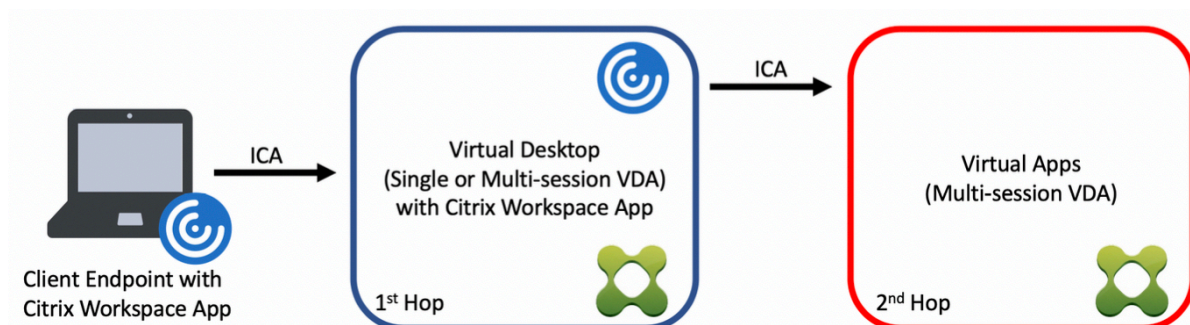 ICA
Client Endpoint with
Citrix Workspace App
Virtual Desktop
(Single or Multi-session VDA)
with Citrix Workspace App
1st Hop
ICA
Virtual Apps
(Multi-session VDA)
2nd Hop